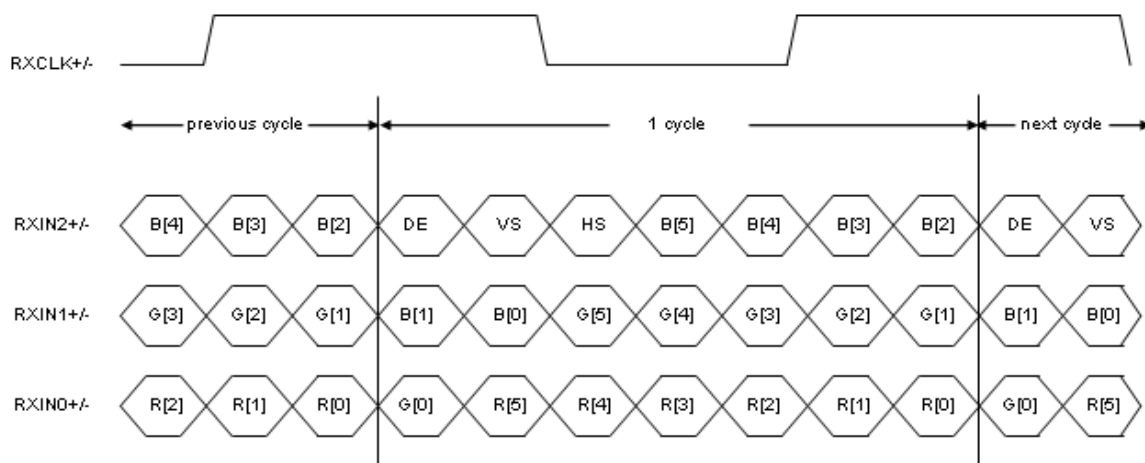 RXCLK+/-
previous cycle 1 cycle next cycle
RXIN2+/- B[4] B[3] B[2] DE VS HS B[5] B[4] B[3] B[2] DE VS
RXIN1+/- G[3] G[2] G[1] B[1] B[0] G[5] G[4] G[3] G[2] G[1] B[1] B[0]
RXIN0+/- R[2] R[1] R[0] G[0] R[5] R[4] R[3] R[2] R[1] R[0] G[0] R[5]